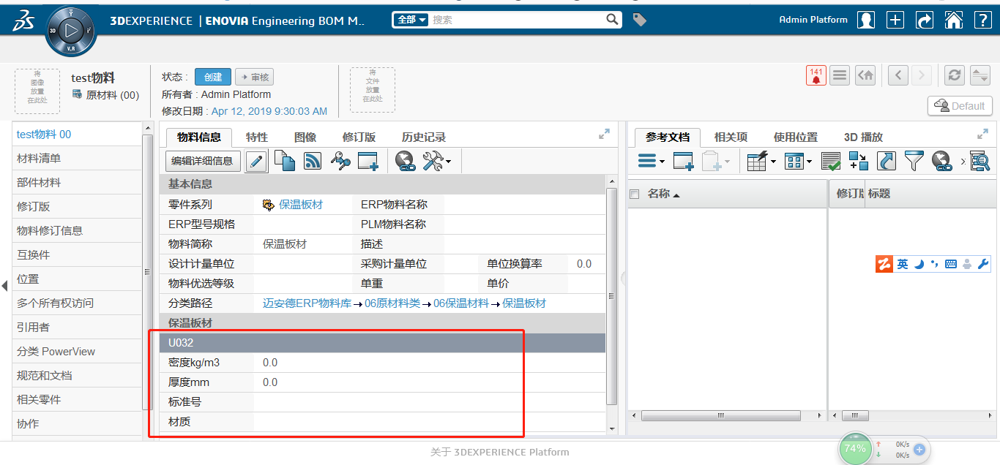 3DEXPERIENCE | ENOVIA Engineering BOM M..
全部
搜索
Admin Platform
3D
V.R
将
图像
放置
在此处
test物料
原材料 (00)
状态 :
创建
审核
所有者 : Admin Platform
修改日期 : Apr 12, 2019 9:30:03 AM
将
文件
放置
在此处
141
Default
test物料 00
材料清单
部件材料
修订版
物料修订信息
互换件
位置
多个所有权访问
引用者
分类 PowerView
规范和文档
相关零件
协作
物料信息 特性 图像 修订版 历史记录
编辑详细信息
基本信息
零件系列 保温板材 ERP物料名称
ERP型号规格 PLM物料名称
物料简称 保温板材 描述
设计计量单位 采购计量单位 单位换算率 0.0
物料优选等级 单重 单价
分类路径 迈安德ERP物料库→06原材料类→06保温材料→保温板材
保温板材
U032
密度kg/m3 0.0
厚度mm 0.0
标准号
材质
参考文档 相关项 使用位置 3D 播放
名称 修订版 标题
英
74%
0K/s
0K/s
关于 3DEXPERIENCE Platform